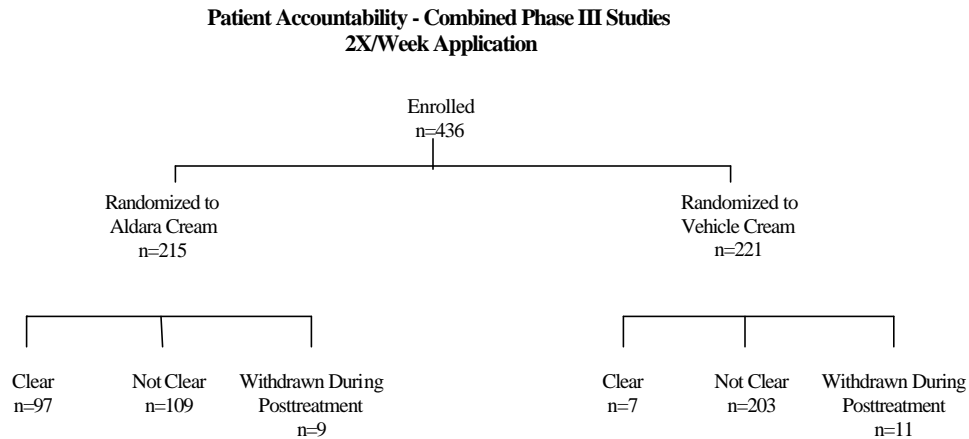 Patient Accountability - Combined Phase III Studies
2X/Week Application
Enrolled
n=436
Randomized to
Aldara Cream
n=215
Randomized to
Vehicle Cream
n=221
Clear
n=97
Not Clear
n=109
Withdrawn During
Posttreatment
n=9
Clear
n=7
Not Clear
n=203
Withdrawn During
Posttreatment
n=11